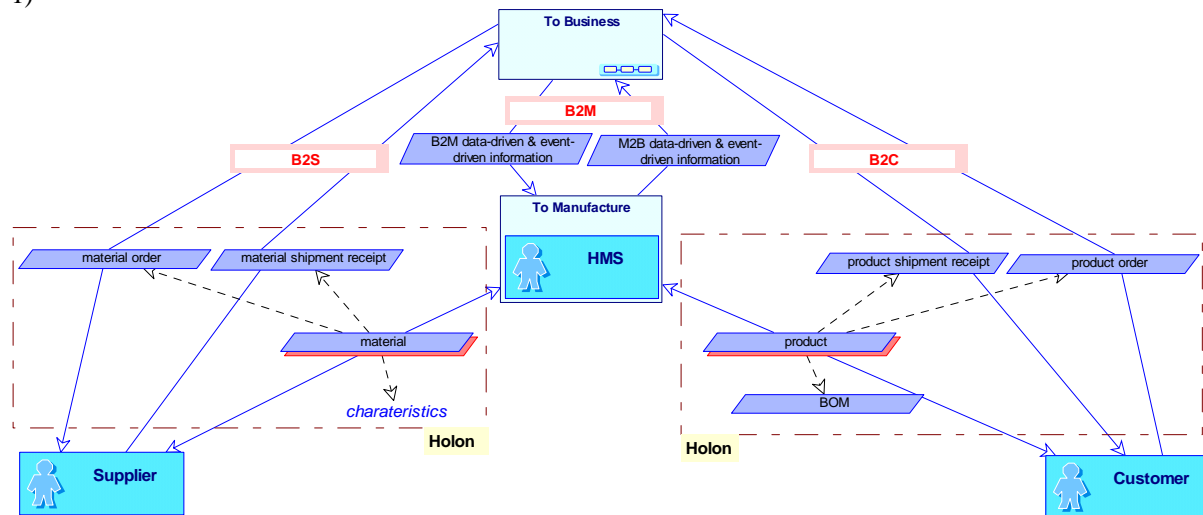 1)
To Business
B2M
B2M data-driven & event-
driven information
M2B data-driven & event-
driven information
B2S
B2C
To Manufacture
HMS
material order
material shipment receipt
product shipment receipt
product order
material
product
charateristics
BOM
Holon
Holon
Supplier
Customer